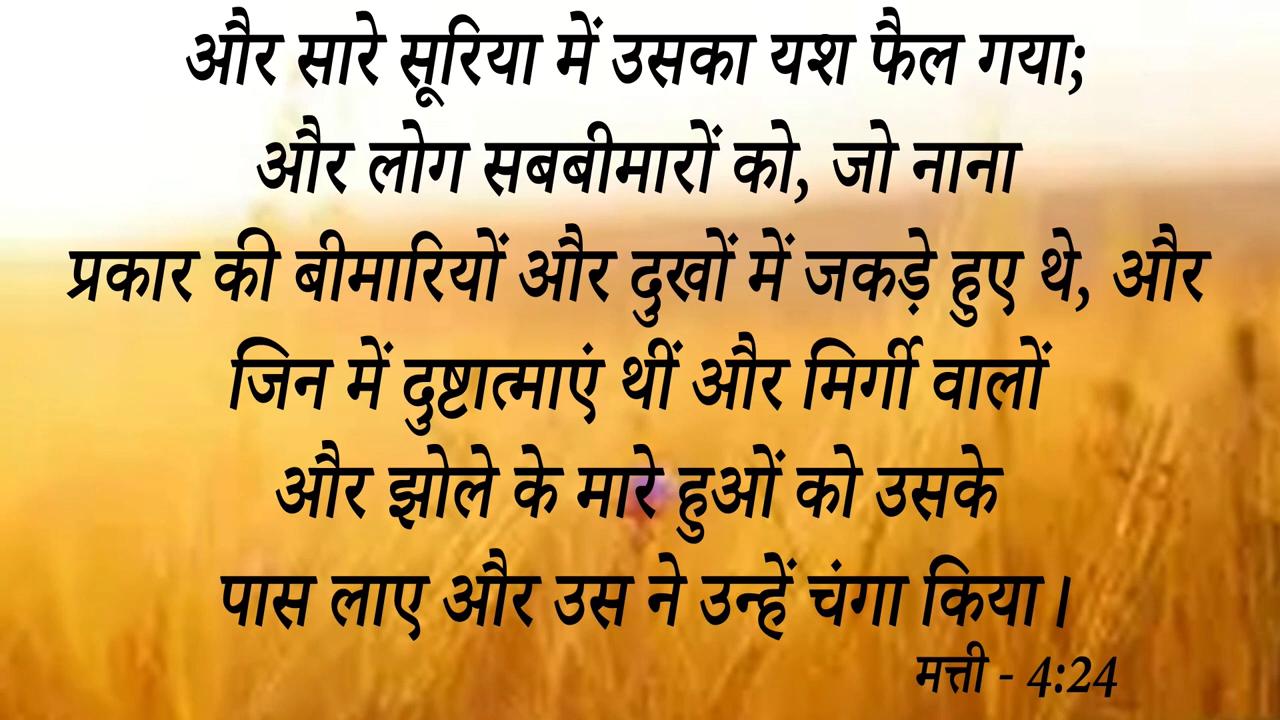 और सारे सूरिया में उसका यश फैल गया;
और लोग सबबीमारों को, जो नाना
प्रकार की बीमारियों और दुखों में जकड़े हुए थे, और
जिन में दुष्टात्माएं थीं और मिर्गी वालों
और झोले के मारे हुओं को उसके
पास लाए और उस ने उन्हें चंगा किया।
मत्ती - 4:24